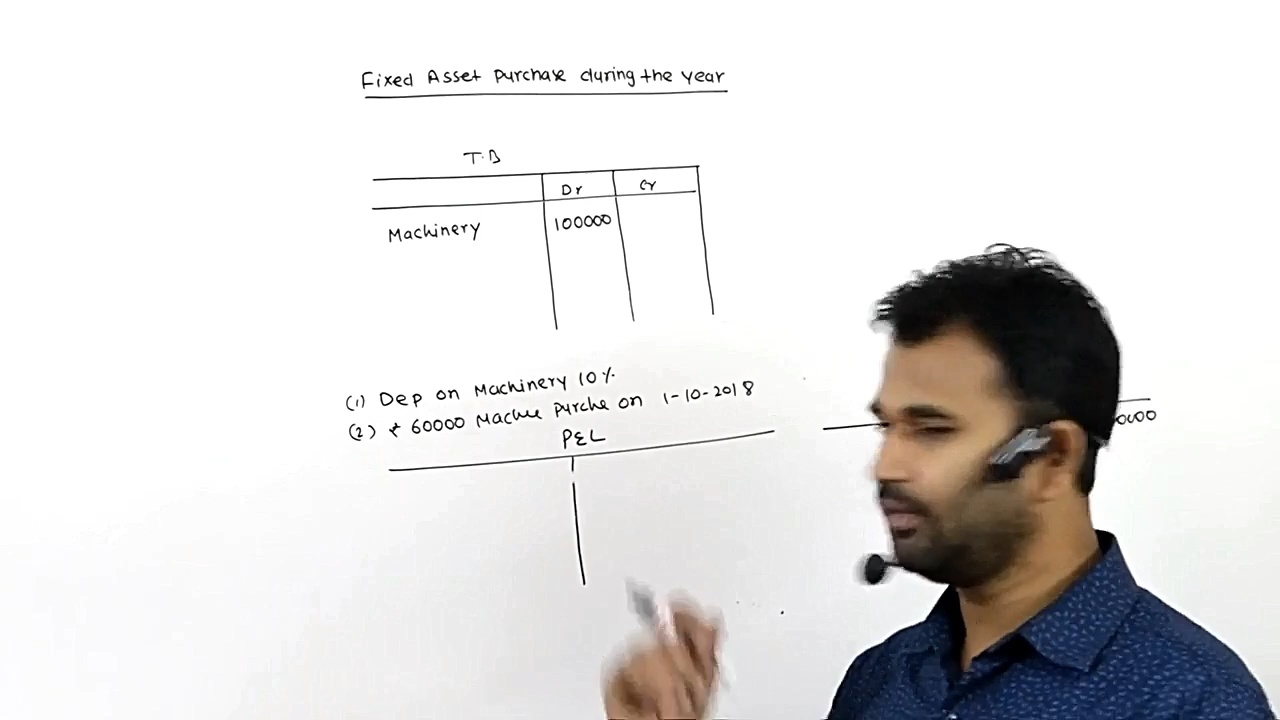 Fixed Asset Purchase during the year
T.B
Dr Cr
Machinery 100000
(1) Dep on Machinery 10%
(2) ₹ 60000 Machie Purche on 1-10-2018
P&L